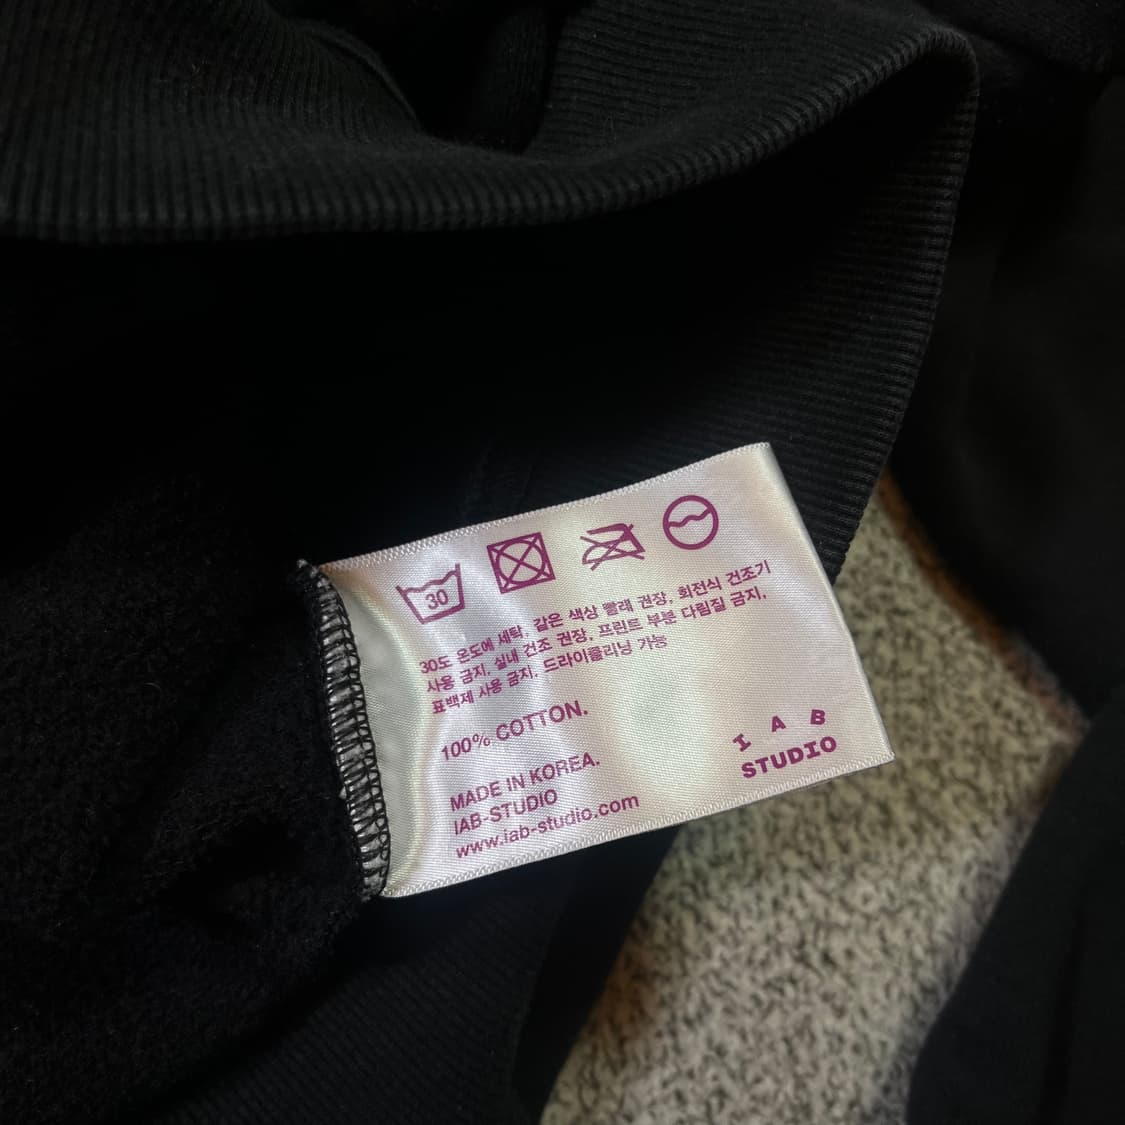 30
30도 온도에 세탁. 같은 색상 빨래 권장. 회전식 건조기
사용 금지. 실내 건조 권장. 프린트 부분 다림질 금지.
표백제 사용 금지. 드라이클리닝 가능
100% COTTON.
MADE IN KOREA.
IAB-STUDIO
www.iab-studio.com
I A B
STUDIO